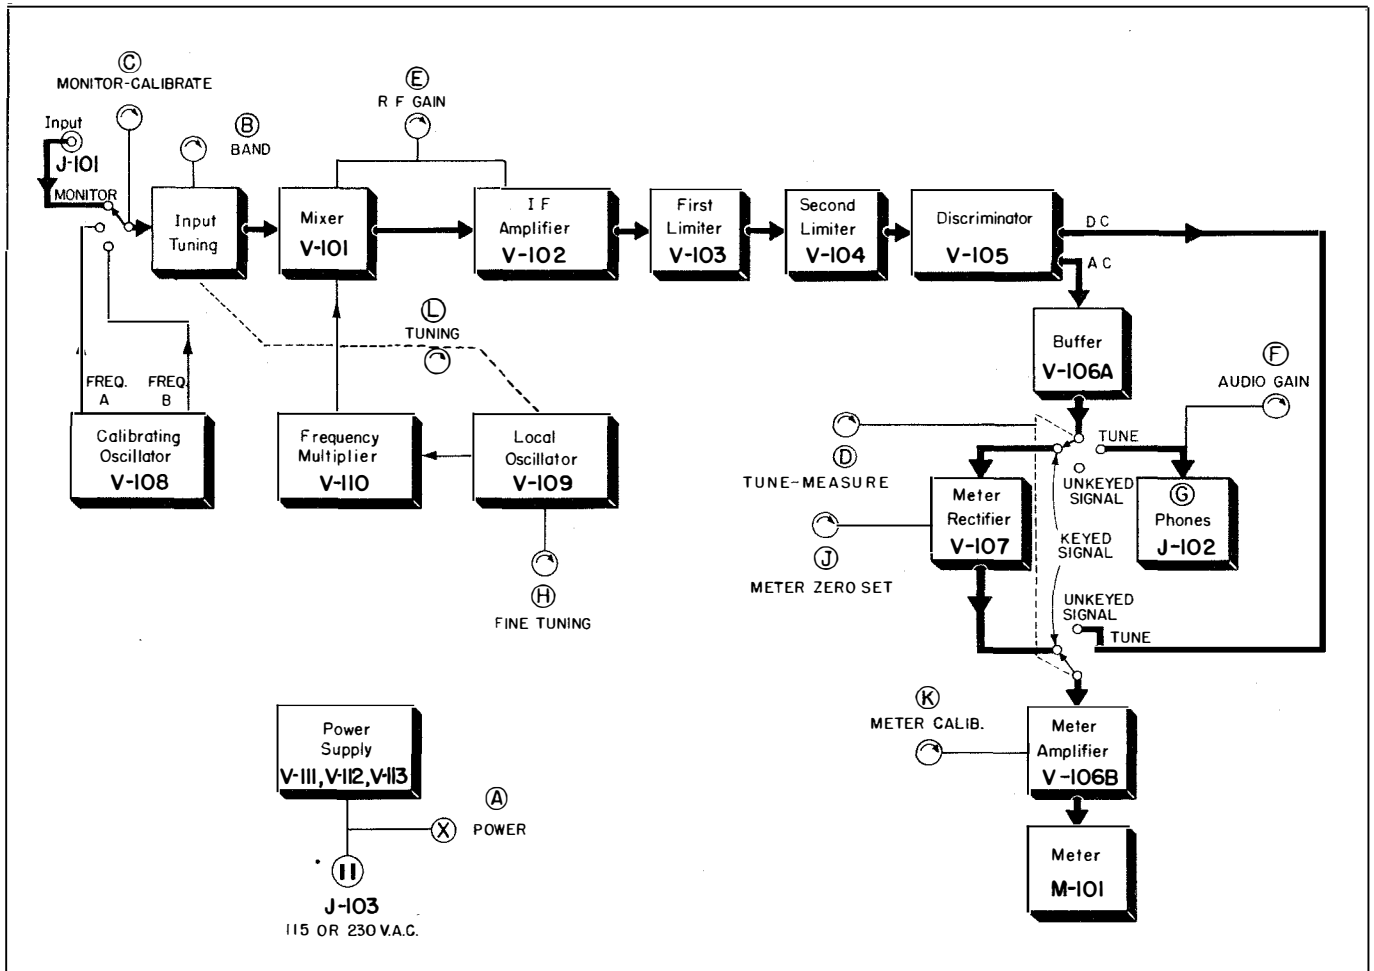 C
MONITOR-CALIBRATE
Input
J-101
MONITOR
B
BAND
E
R F GAIN
Input
Tuning
Mixer
V-101
I F
Amplifier
V-102
First
Limiter
V-103
Second
Limiter
V-104
Discriminator
V-105
DC
AC
L
TUNING
Buffer
V-106A
F
AUDIO GAIN
FREQ.
A
FREQ.
B
Calibrating
Oscillator
V-108
Frequency
Multiplier
V-110
Local
Oscillator
V-109
H
FINE TUNING
D
TUNE-MEASURE
TUNE
UNKEYED
SIGNAL
Meter
Rectifier
V-107
KEYED
SIGNAL
G
Phones
J-102
J
METER ZERO SET
UNKEYED
SIGNAL
TUNE
K
METER CALIB.
Meter
Amplifier
V-106B
Meter
M-101
Power
Supply
V-111, V-112, V-113
A
X
POWER
J-103
115 OR 230 V.A.C.